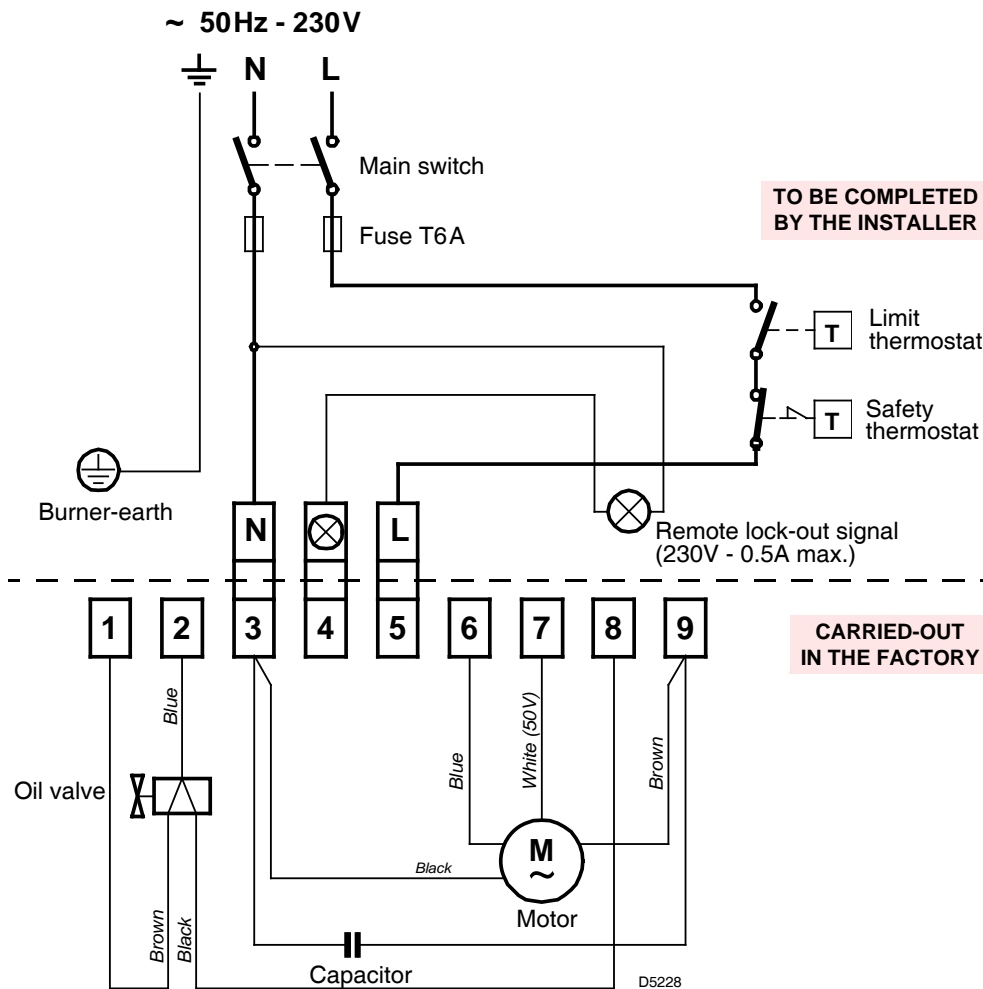 ~ 50Hz - 230V
N L
Main switch
TO BE COMPLETED
BY THE INSTALLER
Fuse T6A
T
Limit
thermostat
T
Safety
thermostat
Burner-earth
N L
Remote lock-out signal
(230V - 0.5A max.)
1 2 3 4 5 6 7 8 9
CARRIED-OUT
IN THE FACTORY
Blue
Blue
White (50V)
Brown
Oil valve
M
~
Black
Motor
Brown
Black
Capacitor
D5228